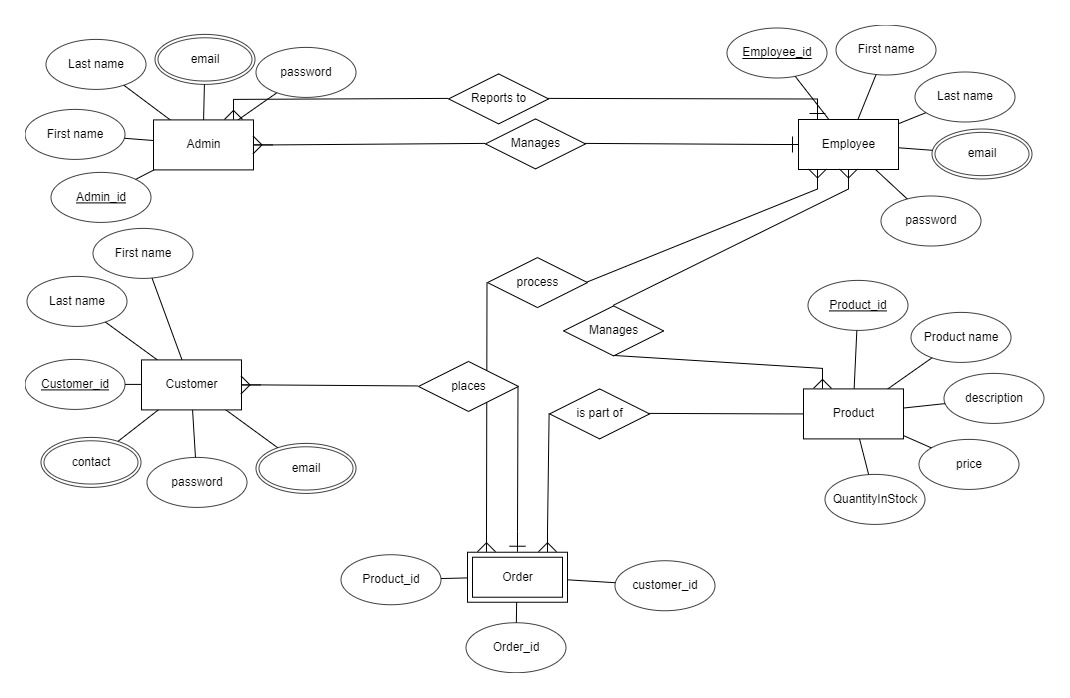 Employee_id
First name
Last name
email
password
Last name
Reports to
email
First name
Manages
Admin
Employee
Admin_id
password
First name
process
Last name
Product_id
Manages
Product name
Customer_id
Customer
places
description
is part of
Product
contact
password
email
price
QuantityInStock
Product_id
Order
customer_id
Order_id